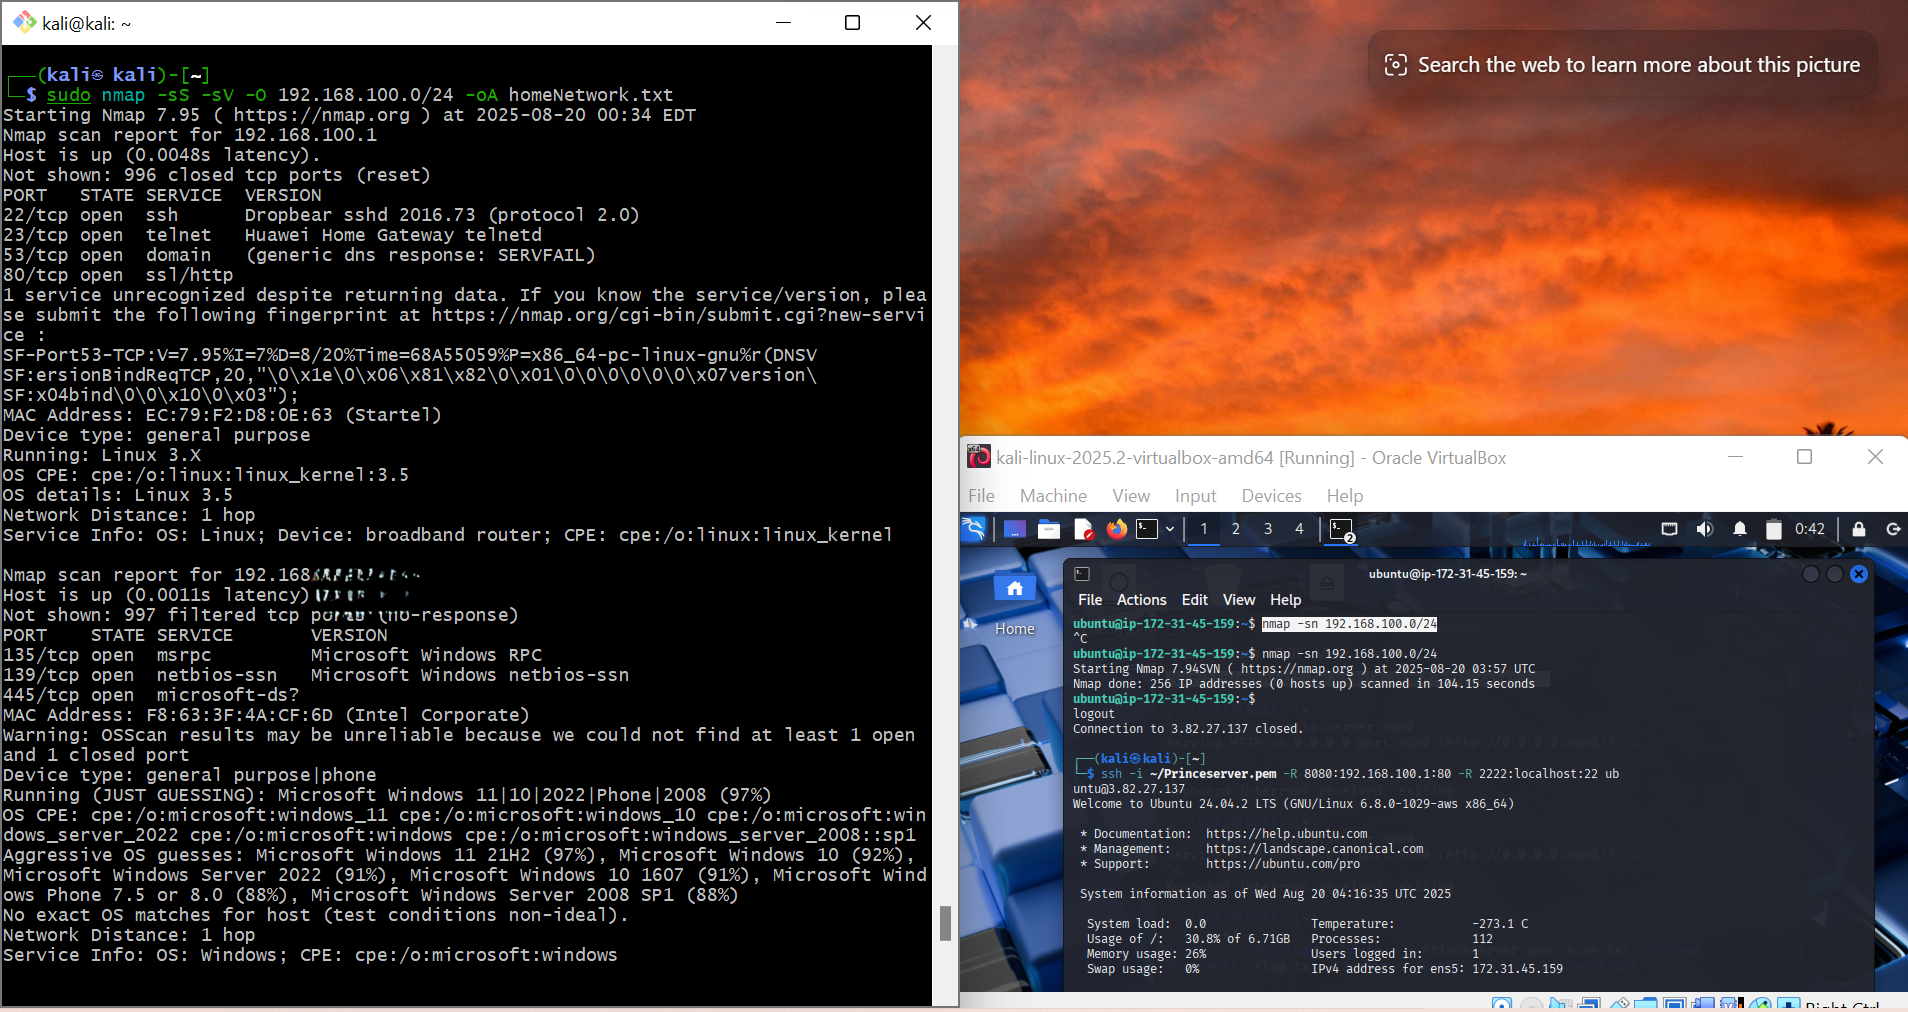 kali@kali: ~
(kali㉿ kali)-[~]
$ sudo nmap -sS -sV -O 192.168.100.0/24 -oA homeNetwork.txt
Starting Nmap 7.95 ( https://nmap.org ) at 2025-08-20 00:34 EDT
Nmap scan report for 192.168.100.1
Host is up (0.0048s latency).
Not shown: 996 closed tcp ports (reset)
PORT   STATE SERVICE  VERSION
22/tcp open  ssh      Dropbear sshd 2016.73 (protocol 2.0)
23/tcp open  telnet   Huawei Home Gateway telnetd
53/tcp open  domain   (generic dns response: SERVFAIL)
80/tcp open  ssl/http
1 service unrecognized despite returning data. If you know the service/version, plea
se submit the following fingerprint at https://nmap.org/cgi-bin/submit.cgi?new-servi
ce :
SF-Port53-TCP:V=7.95%I=7%D=8/20%Time=68A55059%P=x86_64-pc-linux-gnu%r(DNSV
SF:ersionBindReqTCP,20,"\0\x1e\0\x06\x81\x82\0\x01\0\0\0\0\0\0\x07version\
SF:x04bind\0\0\x10\0\x03");
MAC Address: EC:79:F2:D8:0E:63 (Startel)
Device type: general purpose
Running: Linux 3.X
OS CPE: cpe:/o:linux:linux_kernel:3.5
OS details: Linux 3.5
Network Distance: 1 hop
Service Info: OS: Linux; Device: broadband router; CPE: cpe:/o:linux:linux_kernel
Nmap scan report for 192.168
Host is up (0.0011s latency)
Not shown: 997 filtered tcp (no-response)
PORT    STATE SERVICE       VERSION
135/tcp open  msrpc         Microsoft Windows RPC
139/tcp open  netbios-ssn   Microsoft Windows netbios-ssn
445/tcp open  microsoft-ds?
MAC Address: F8:63:3F:4A:CF:6D (Intel Corporate)
Warning: OSScan results may be unreliable because we could not find at least 1 open
and 1 closed port
Device type: general purpose|phone
Running (JUST GUESSING): Microsoft Windows 11|10|2022|Phone|2008 (97%)
OS CPE: cpe:/o:microsoft:windows_11 cpe:/o:microsoft:windows_10 cpe:/o:microsoft:win
dows_server_2022 cpe:/o:microsoft:windows cpe:/o:microsoft:windows_server_2008::sp1
Aggressive OS guesses: Microsoft Windows 11 21H2 (97%), Microsoft Windows 10 (92%),
Microsoft Windows Server 2022 (91%), Microsoft Windows 10 1607 (91%), Microsoft Wind
ows Phone 7.5 or 8.0 (88%), Microsoft Windows Server 2008 SP1 (88%)
No exact OS matches for host (test conditions non-ideal).
Network Distance: 1 hop
Service Info: OS: Windows; CPE: cpe:/o:microsoft:windows
Search the web to learn more about this picture
kali-linux-2025.2-virtualbox-amd64 [Running] - Oracle VirtualBox
File Machine View Input Devices Help
1 2 3 4 2 0:42
Home
ubuntu@ip-172-31-45-159: ~
File Actions Edit View Help
ubuntu@ip-172-31-45-159:~$ nmap -sn 192.168.100.0/24
^C
ubuntu@ip-172-31-45-159:~$ nmap -sn 192.168.100.0/24
Starting Nmap 7.94SVN ( https://nmap.org ) at 2025-08-20 03:57 UTC
Nmap done: 256 IP addresses (0 hosts up) scanned in 104.15 seconds
ubuntu@ip-172-31-45-159:~$
logout
Connection to 3.82.27.137 closed.
(kali㉿kali)-[~]
$ ssh -i ~/Princeserver.pem -R 8080:192.168.100.1:80 -R 2222:localhost:22 ub
untu@3.82.27.137
Welcome to Ubuntu 24.04.2 LTS (GNU/Linux 6.8.0-1029-aws x86_64)
* Documentation:  https://help.ubuntu.com
* Management:     https://landscape.canonical.com
* Support:        https://ubuntu.com/pro
System information as of Wed Aug 20 04:16:35 UTC 2025
System load:  0.0               Temperature:           -273.1 C
Usage of /:   30.8% of 6.71GB   Processes:             112
Memory usage: 26%               Users logged in:       1
Swap usage:   0%                IPv4 address for ens5: 172.31.45.159
Right Ctrl